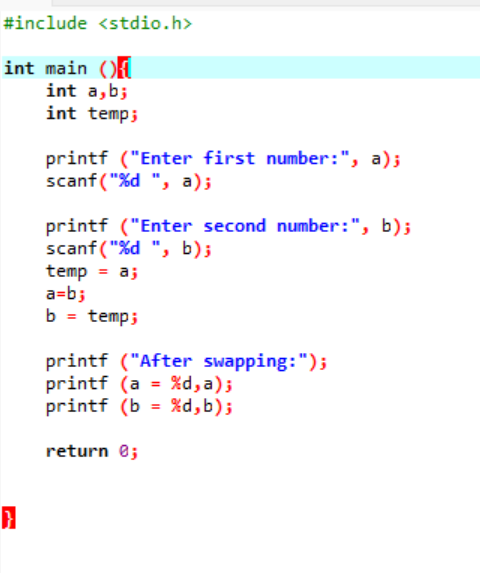 #include <stdio.h>
int main (){
int a,b;
int temp;
printf ("Enter first number:", a);
scanf("%d ", a);
printf ("Enter second number:", b);
scanf("%d ", b);
temp = a;
a=b;
b = temp;
printf ("After swapping:");
printf (a = %d,a);
printf (b = %d,b);
return 0;
}